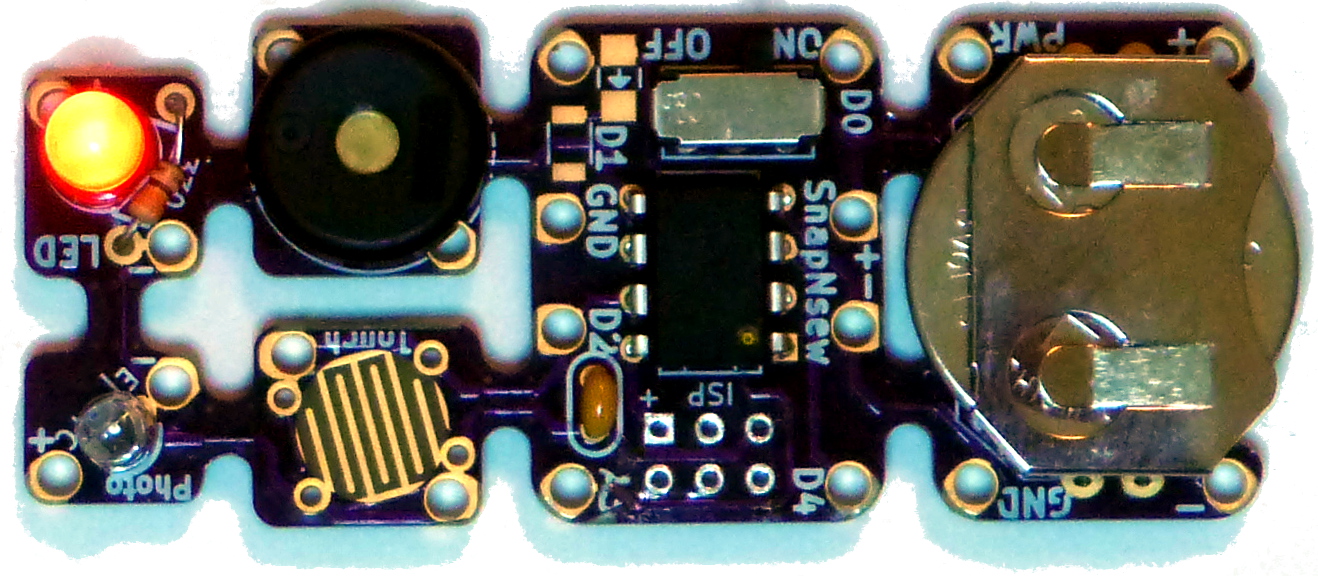 PWR
+
ON
OFF
D0
D1
GND
SnapNsew
+
-
LED
-
Touch
D2
ISP
+
-
-
E
C
+
Photo
D4
GND
-